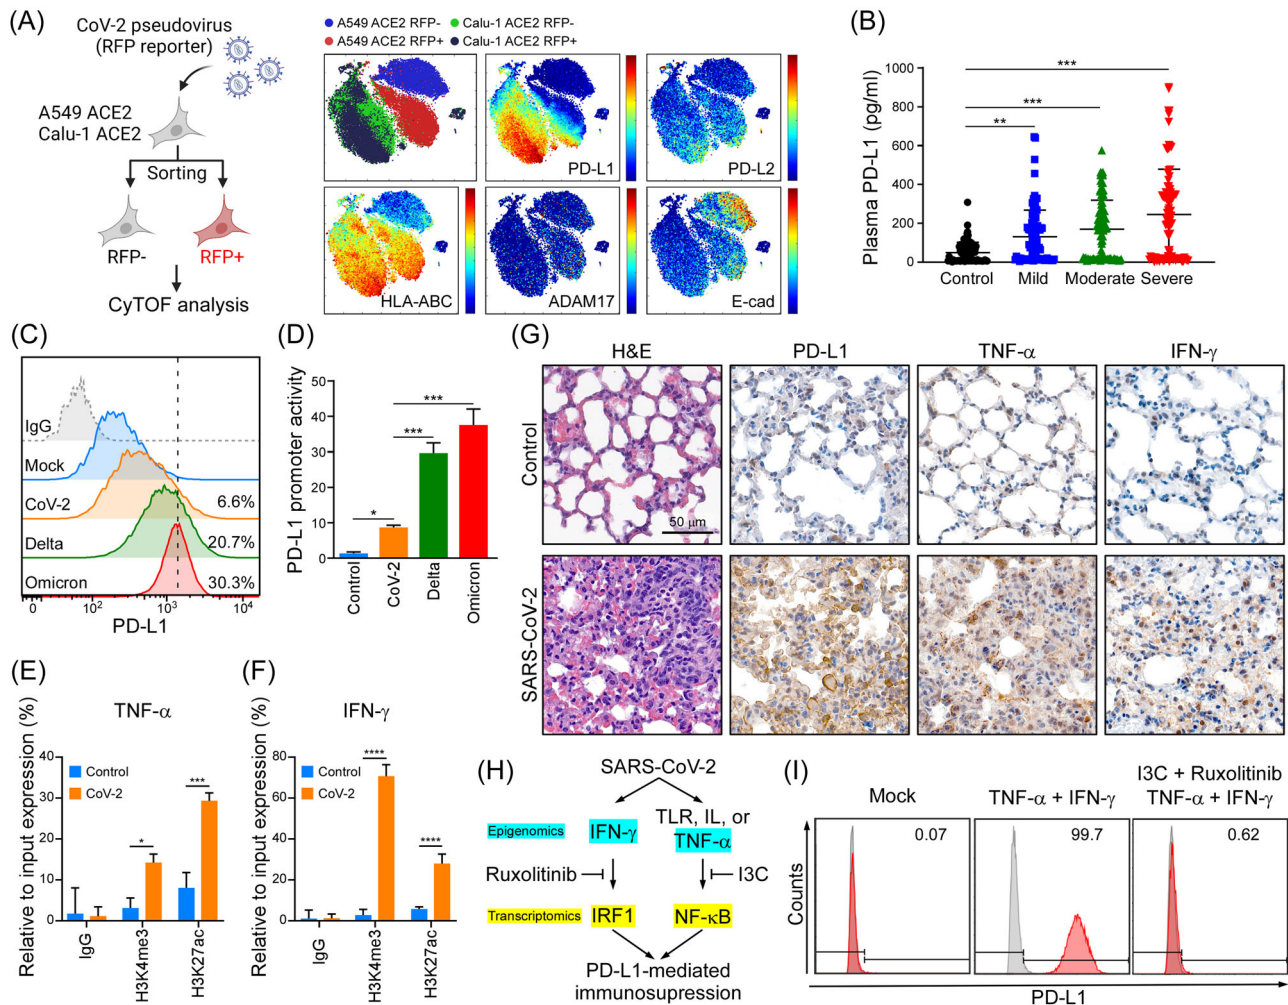 (A)
CoV-2 pseudovirus
(RFP reporter)
A549 ACE2
Calu-1 ACE2
Sorting
RFP-
RFP+
CyTOF analysis
A549 ACE2 RFP-
Calu-1 ACE2 RFP-
A549 ACE2 RFP+
Calu-1 ACE2 RFP+
PD-L1
PD-L2
HLA-ABC
ADAM17
E-cad
(B)
Plasma PD-L1 (pg/ml)
1000
800
600
400
200
0
***
***
**
Control
Mild
Moderate
Severe
(C)
IgG
Mock
CoV-2
6.6%
Delta
20.7%
Omicron
30.3%
0
10²
10³
10⁴
PD-L1
(D)
PD-L1 promoter activity
50
40
30
20
10
0
*
***
***
Control
CoV-2
Delta
Omicron
(G)
H&E
PD-L1
TNF-α
IFN-γ
Control
50 μm
SARS-CoV-2
(E)
TNF-α
Relative to input expression (%)
40
30
20
10
0
Control
CoV-2
*
***
IgG
H3K4me3
H3K27ac
(F)
IFN-γ
Relative to input expression (%)
80
60
40
20
0
Control
CoV-2
****
****
IgG
H3K4me3
H3K27ac
(H)
SARS-CoV-2
Epigenomics
IFN-γ
TLR, IL, or
TNF-α
Ruxolitinib
I3C
Transcriptomics
IRF1
NF-κB
PD-L1-mediated
immunosupression
(I)
Mock
TNF-α + IFN-γ
I3C + Ruxolitinib
TNF-α + IFN-γ
0.07
99.7
0.62
Counts
PD-L1